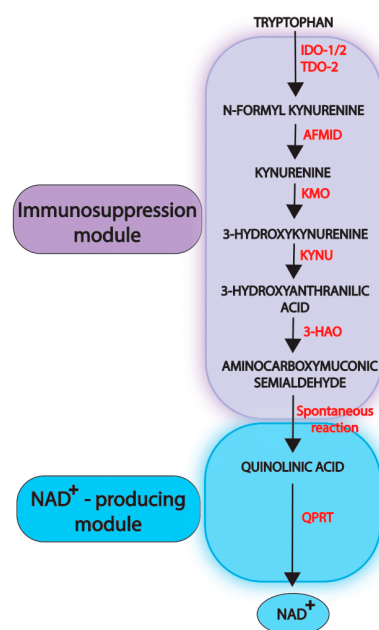 TRYPTOPHAN
IDO-1/2
TDO-2
N-FORMYL KYNURENINE
AFMID
KYNURENINE
KMO
Immunosuppression
module
3-HYDROXYKYNURENINE
KYNU
3-HYDROXYANTHRANILIC
ACID
3-HAO
AMINOCARBOXYMUCONIC
SEMIALDEHYDE
Spontaneous
reaction
QUINOLINIC ACID
NAD⁺ - producing
module
QPRT
NAD⁺